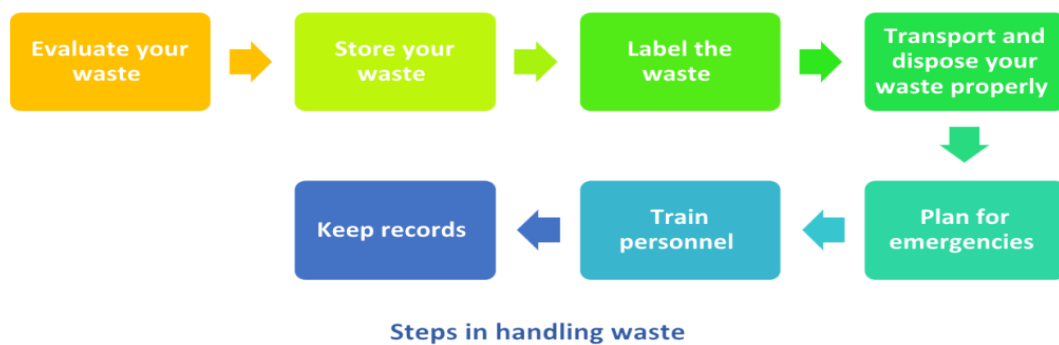 Evaluate your
waste
Store your
waste
Label the
waste
Transport and
dispose your
waste properly
Plan for
emergencies
Train
personnel
Keep records
Steps in handling waste